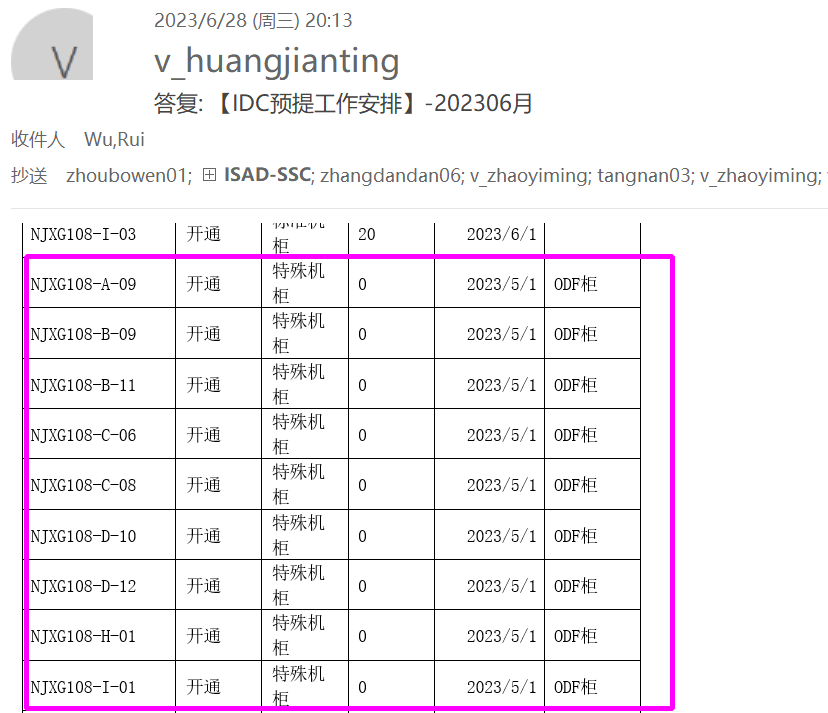 2023/6/28 (周三) 20:13
V
v_huangjianting
答复: 【IDC预提工作安排】-202306月
收件人 Wu,Rui
抄送 zhoubowen01; ISAD-SSC; zhangdandan06; v_zhaoyiming; tangnan03; v_zhaoyiming;
NJXG108-I-03 开通 标准机柜 20 2023/6/1
NJXG108-A-09 开通 特殊机柜 0 2023/5/1 ODF柜
NJXG108-B-09 开通 特殊机柜 0 2023/5/1 ODF柜
NJXG108-B-11 开通 特殊机柜 0 2023/5/1 ODF柜
NJXG108-C-06 开通 特殊机柜 0 2023/5/1 ODF柜
NJXG108-C-08 开通 特殊机柜 0 2023/5/1 ODF柜
NJXG108-D-10 开通 特殊机柜 0 2023/5/1 ODF柜
NJXG108-D-12 开通 特殊机柜 0 2023/5/1 ODF柜
NJXG108-H-01 开通 特殊机柜 0 2023/5/1 ODF柜
NJXG108-I-01 开通 特殊机柜 0 2023/5/1 ODF柜